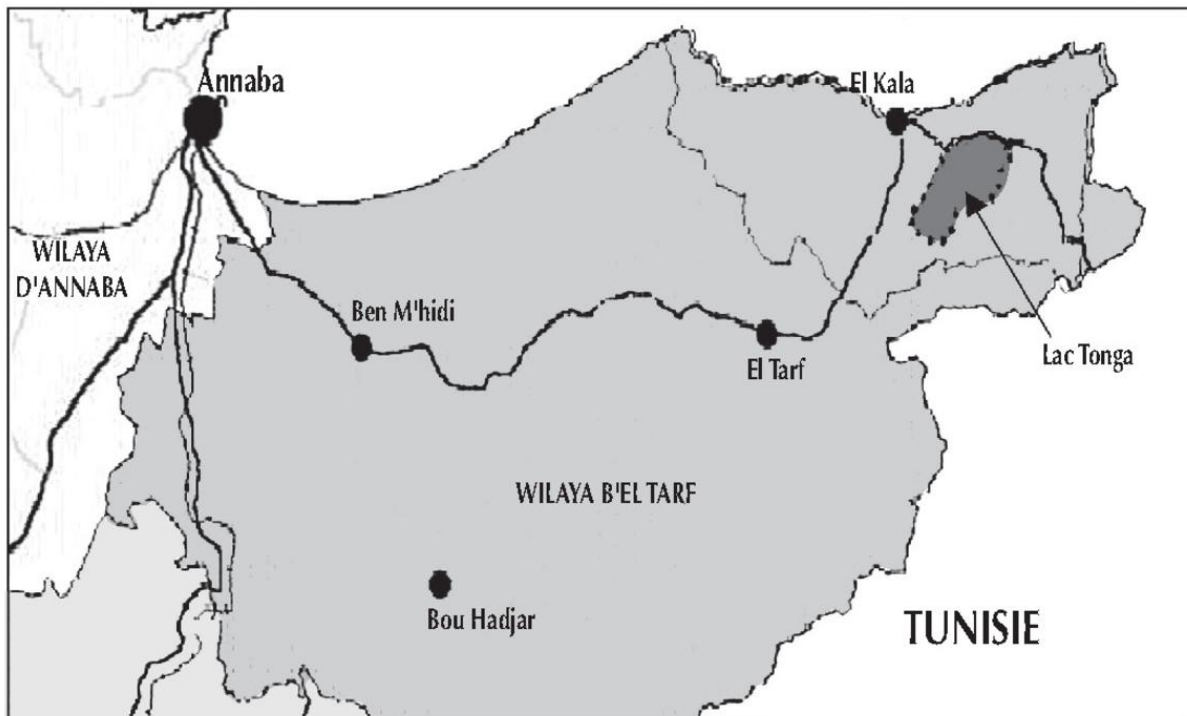 Annaba
El Kala
WILAYA
D'ANNABA
Ben M'hidi
El Tarf
Lac Tonga
WILAYA B'EL TARF
Bou Hadjar
TUNISIE